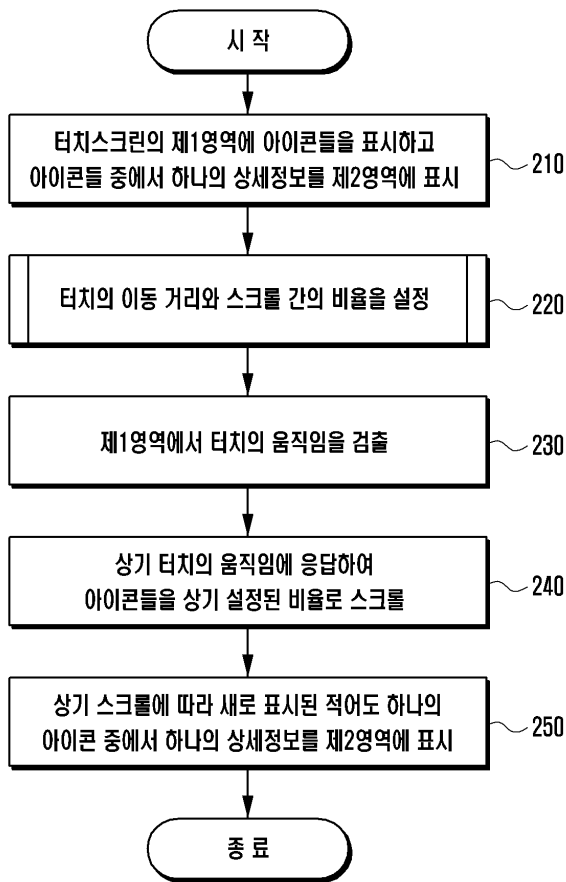 시 작
터치스크린의 제1영역에 아이콘들을 표시하고
아이콘들 중에서 하나의 상세정보를 제2영역에 표시
210
터치의 이동 거리와 스크롤 간의 비율을 설정
220
제1영역에서 터치의 움직임을 검출
230
상기 터치의 움직임에 응답하여
아이콘들을 상기 설정된 비율로 스크롤
240
상기 스크롤에 따라 새로 표시된 적어도 하나의
아이콘 중에서 하나의 상세정보를 제2영역에 표시
250
종 료